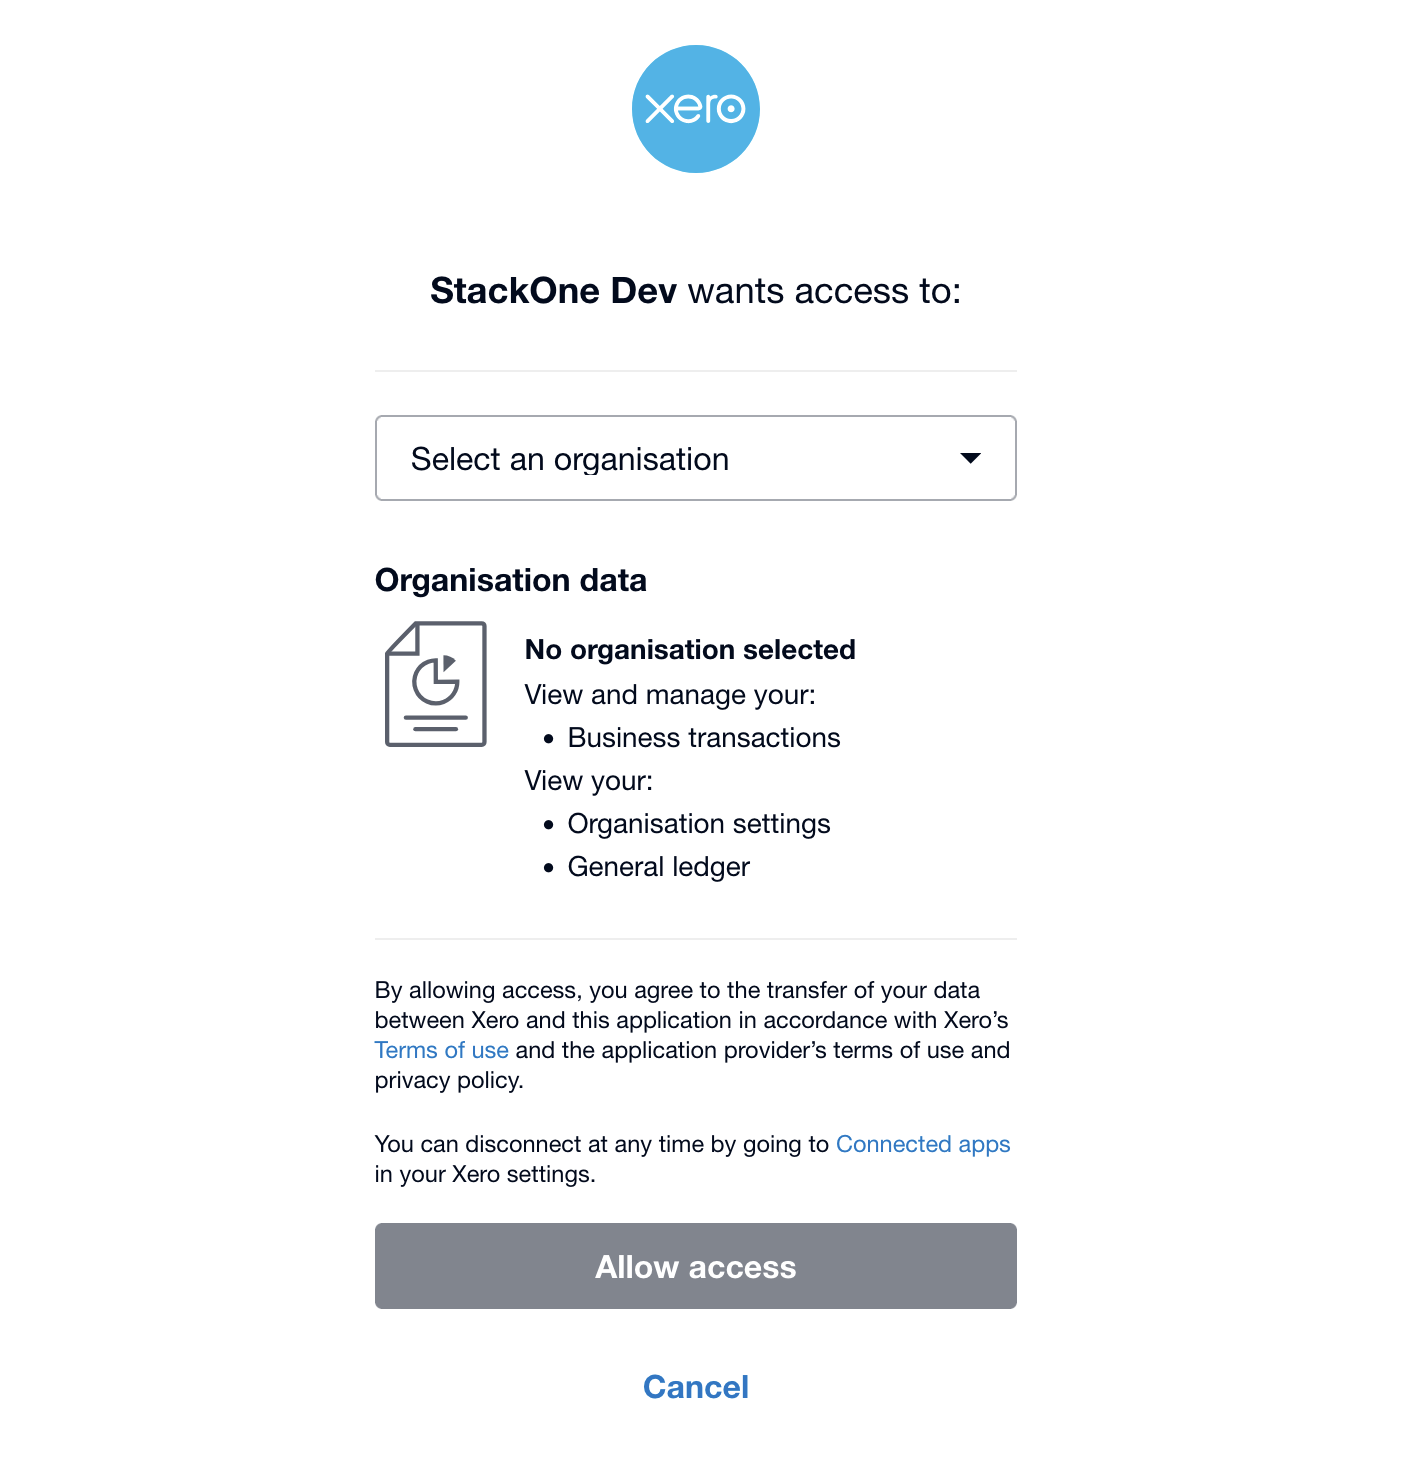 xero
StackOne Dev wants access to:
Select an organisation
Organisation data
No organisation selected
View and manage your:
• Business transactions
View your:
• Organisation settings
• General ledger
By allowing access, you agree to the transfer of your data
between Xero and this application in accordance with Xero’s
Terms of use and the application provider’s terms of use and
privacy policy.
You can disconnect at any time by going to Connected apps
in your Xero settings.
Allow access
Cancel